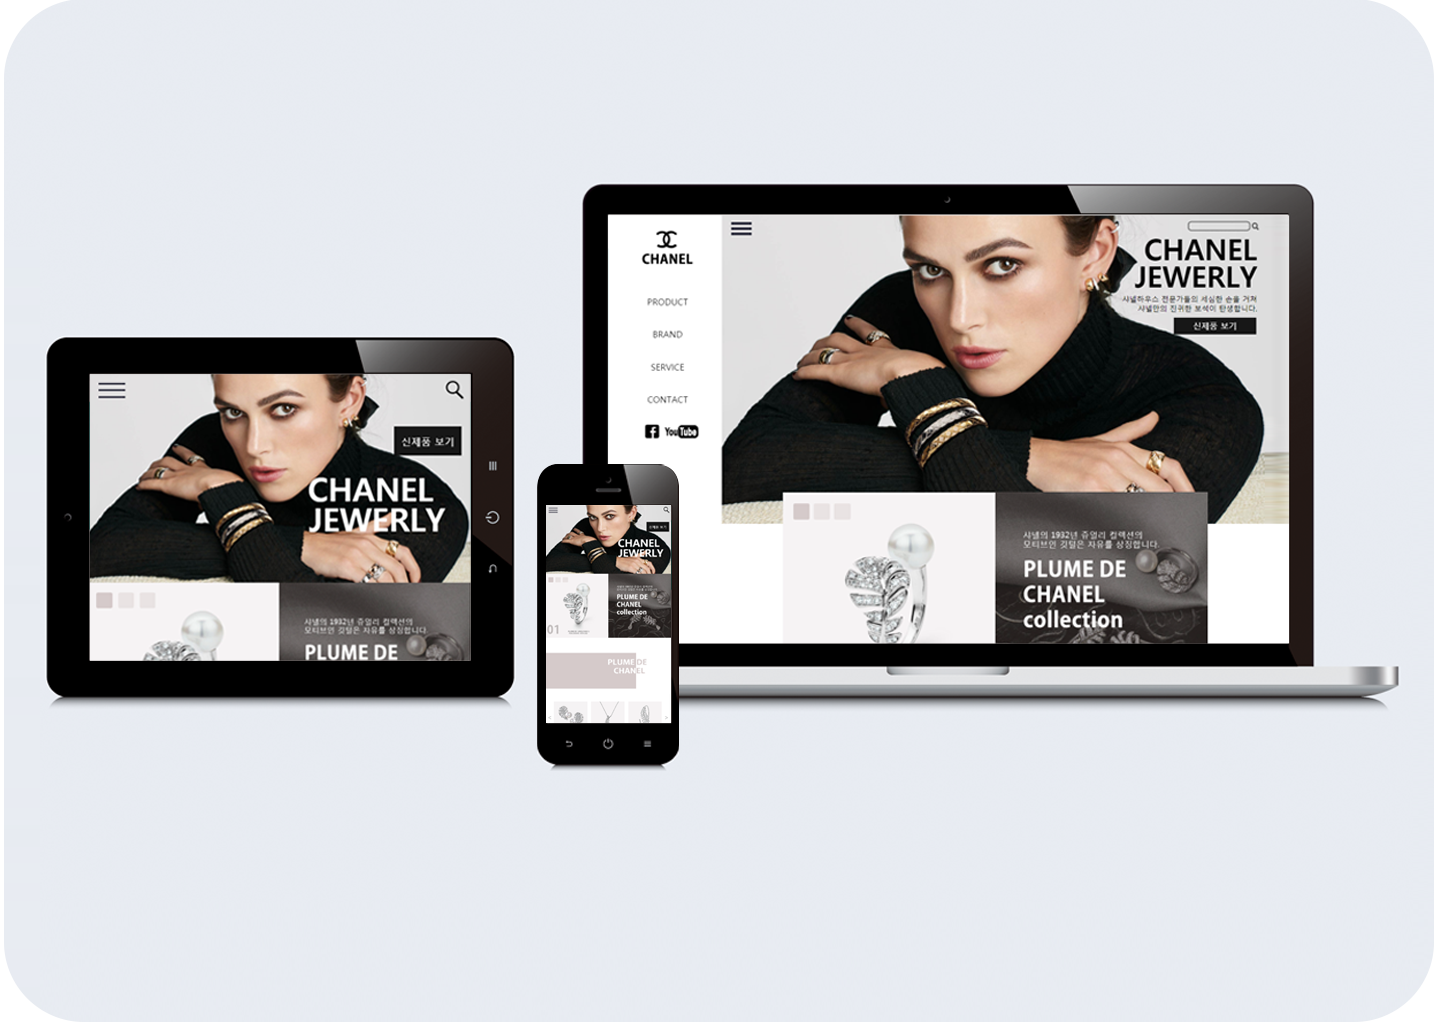 신제품 보기
CHANEL
JEWERLY
샤넬의 1932년 쥬얼리 컬렉션의
모티브인 깃털은 자유를 상징합니다
PLUME DE
신제품 보기
CHANEL
JEWERLY
PLUME DE
CHANEL
collection
01
PLUME DE
CHANEL
CHANEL
PRODUCT
BRAND
SERVICE
CONTACT
f YouTube
CHANEL
JEWERLY
샤넬하우스 전문가들의 세심한 손을 거쳐
샤넬만의 진귀한 보석이 탄생합니다.
신제품 보기
샤넬의 1932년 쥬얼리 컬렉션의
모티브인 깃털은 자유를 상징합니다.
PLUME DE
CHANEL
collection